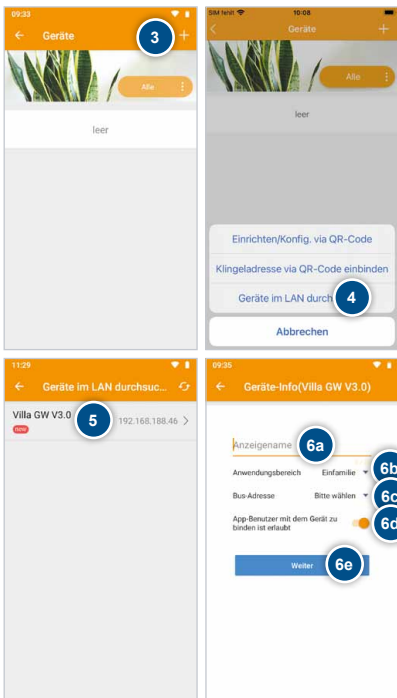 09:33
← Geräte 3 +
Alle
leer
SIM fehlt 10:08
Geräte +
Alle
leer
Einrichten/Konfig. via QR-Code
Klingeladresse via QR-Code einbinden
Geräte im LAN durch 4
Abbrechen
11:29
← Geräte im LAN durchsuc...
Villa GW V3.0 5 192.168.188.46 >
new
09:35
← Geräte-Info(Villa GW V3.0)
Anzeigename 6a
Anwendungsbereich Einfamilie 6b
Bus-Adresse Bitte wählen 6c
App-Benutzer mit dem Gerät zu
binden ist erlaubt 6d
Weiter 6e